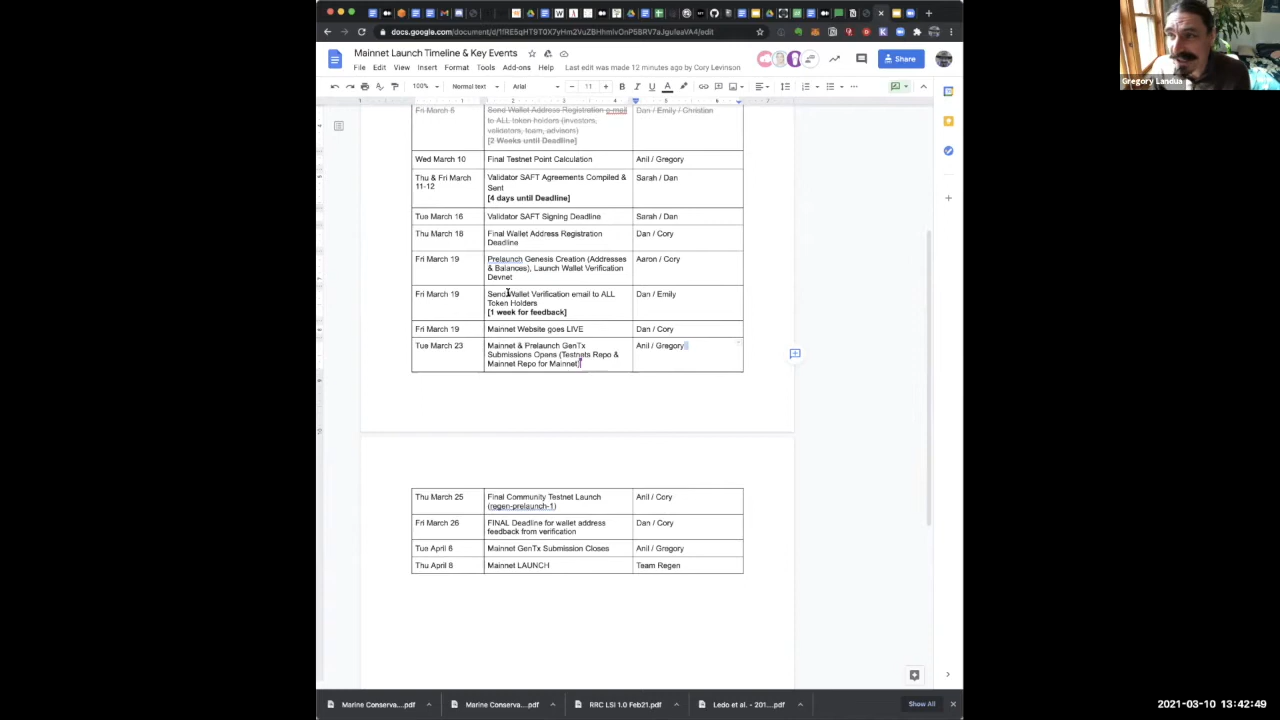 docs.google.com/document/d/1fRE5qHT9T0X7yHm2VuZBHhmIvOnP5BRV7aJguIeaVA4/edit
Mainnet Launch Timeline & Key Events
File Edit View Insert Format Tools Add-ons Help
Last edit was made 12 minutes ago by Cory Levinson
Share
Gregory Landua
100% Normal text Arial 11
Fri March 5
Send Wallet Address Registration e-mail
to ALL token holders (investors,
validators, team, advisors)
[2 Weeks until Deadline]
Dan / Emily / Christian
Wed March 10
Final Testnet Point Calculation
Anil / Gregory
Thu & Fri March
11-12
Validator SAFT Agreements Compiled &
Sent
[4 days until Deadline]
Sarah / Dan
Tue March 16
Validator SAFT Signing Deadline
Sarah / Dan
Thu March 18
Final Wallet Address Registration
Deadline
Dan / Cory
Fri March 19
Prelaunch Genesis Creation (Addresses
& Balances), Launch Wallet Verification
Devnet
Aaron / Cory
Fri March 19
Send Wallet Verification email to ALL
Token Holders
[1 week for feedback]
Dan / Emily
Fri March 19
Mainnet Website goes LIVE
Dan / Cory
Tue March 23
Mainnet & Prelaunch GenTx
Submissions Opens (Testnets Repo &
Mainnet Repo for Mainnet)
Anil / Gregory
Thu March 25
Final Community Testnet Launch
(regen-prelaunch-1)
Anil / Cory
Fri March 26
FINAL Deadline for wallet address
feedback from verification
Dan / Cory
Tue April 6
Mainnet GenTx Submission Closes
Anil / Gregory
Thu April 8
Mainnet LAUNCH
Team Regen
Marine Conserva....pdf
Marine Conserva....pdf
RRC LSI 1.0 Feb21.pdf
Ledo et al. - 201....pdf
Show All
2021-03-10 13:42:49